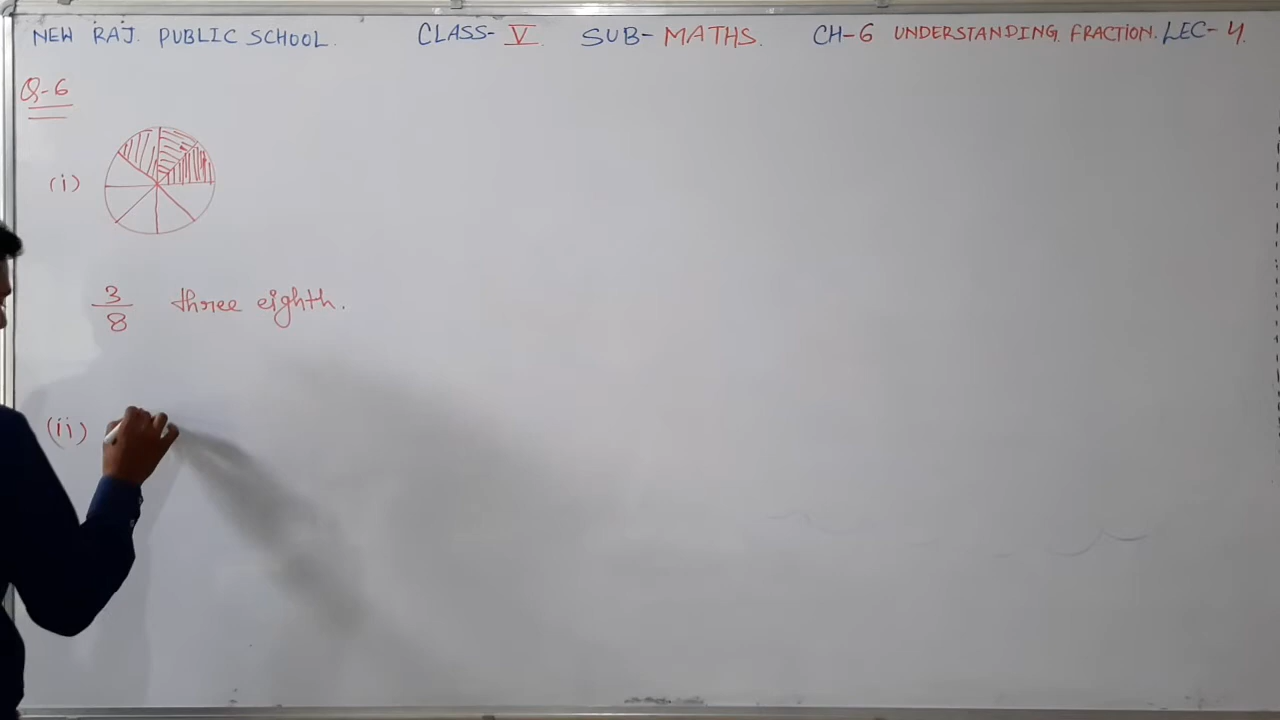 NEW RAJ. PUBLIC SCHOOL. CLASS- V. SUB- MATHS. CH-6 UNDERSTANDING FRACTION. LEC- 4.
Q-6
(i)
3/8 three eighth.
(ii)